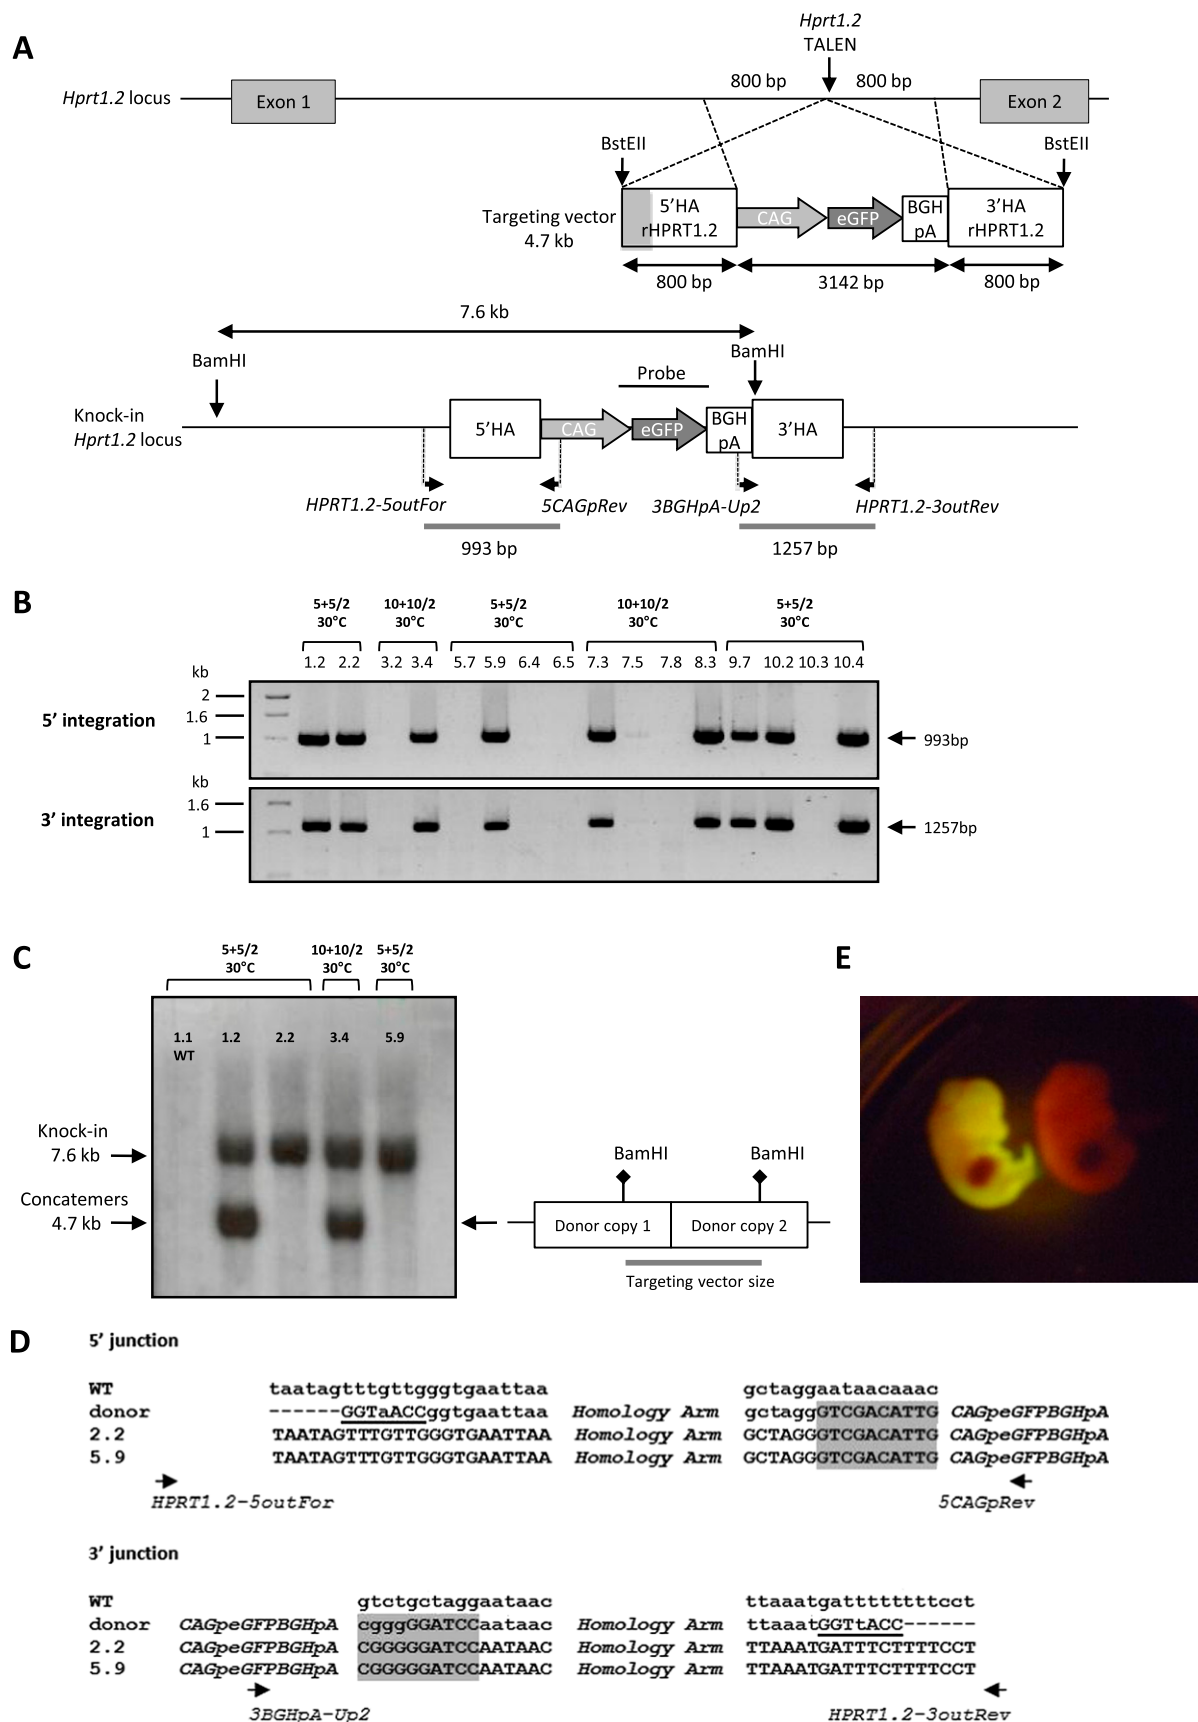 A
Hprt1.2
TALEN
800 bp 800 bp
Hprt1.2 locus Exon 1 Exon 2
BstEII BstEII
Targeting vector
4.7 kb
5’HA
rHPRT1.2
CAG eGFP
BGH
pA
3’HA
rHPRT1.2
800 bp 3142 bp 800 bp
7.6 kb
BamHI BamHI
Probe
Knock-in
Hprt1.2 locus
5’HA CAG eGFP
BGH
pA
3’HA
HPRT1.2-5outFor 5CAGpRev 3BGHpA-Up2 HPRT1.2-3outRev
993 bp 1257 bp
B
5+5/2 10+10/2 5+5/2 10+10/2 5+5/2
30°C 30°C 30°C 30°C 30°C
1.2 2.2 3.2 3.4 5.7 5.9 6.4 6.5 7.3 7.5 7.8 8.3 9.7 10.2 10.3 10.4
kb
2
1.6
1
5’ integration
993bp
kb
1.6
1
3’ integration
1257bp
C
5+5/2 10+10/2 5+5/2
30°C 30°C 30°C
1.1 1.2 2.2 3.4 5.9
WT
Knock-in
7.6 kb
Concatemers
4.7 kb
BamHI BamHI
Donor copy 1 Donor copy 2
Targeting vector size
E
D
5’ junction
WT taatagtttgttgggtgaattaa gctaggaataacaaac
donor ------GGTaACCggtgaattaa Homology Arm gctaggGTCGACATTG CAGpeGFPBGHpA
2.2 TAATAGTTTGTTGGGTGAATTAA Homology Arm GCTAGGGTCGACATTG CAGpeGFPBGHpA
5.9 TAATAGTTTGTTGGGTGAATTAA Homology Arm GCTAGGGTCGACATTG CAGpeGFPBGHpA
HPRT1.2-5outFor 5CAGpRev
3’ junction
WT gtctgctaggaataac ttaaatgatttttttttcct
donor CAGpeGFPBGHpA cgggGGATCCaataac Homology Arm ttaaatGGTtACC------
2.2 CAGpeGFPBGHpA CGGGGGATCCAATAAC Homology Arm TTAAATGATTTCTTTTCCT
5.9 CAGpeGFPBGHpA CGGGGGATCCAATAAC Homology Arm TTAAATGATTTCTTTTCCT
3BGHpA-Up2 HPRT1.2-3outRev